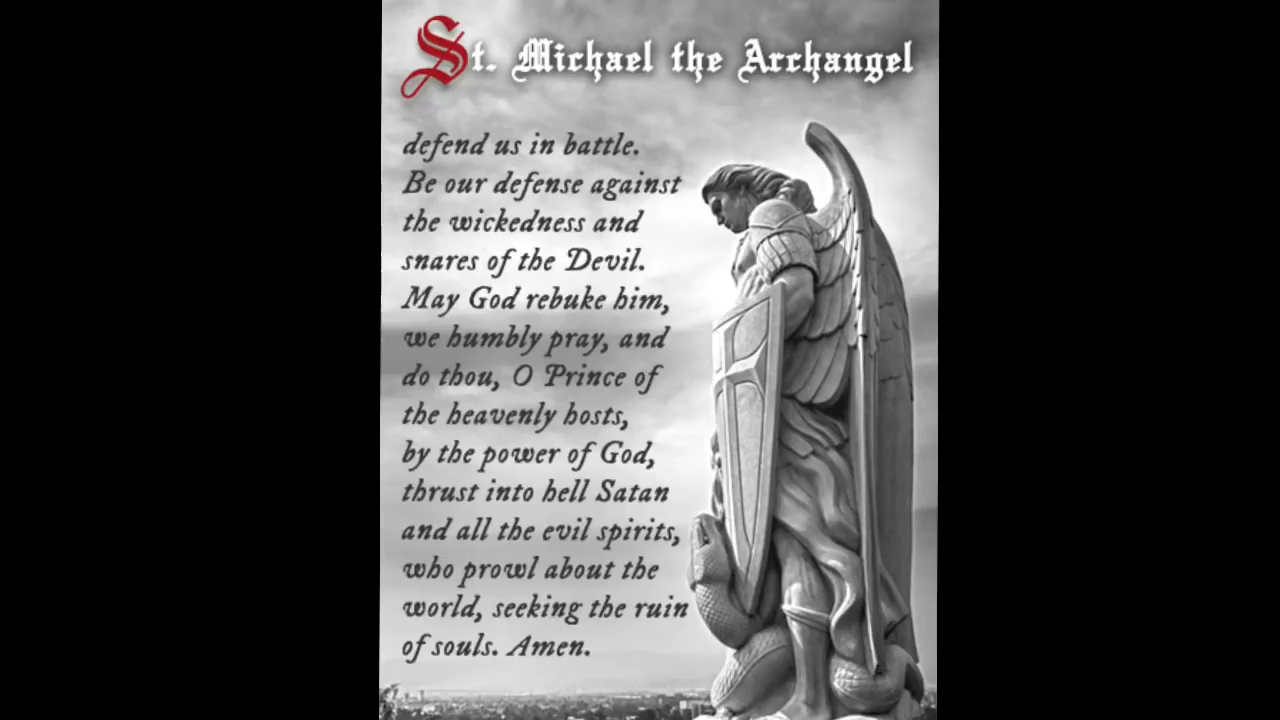 St. Michael the Archangel
defend us in battle.
Be our defense against
the wickedness and
snares of the Devil.
May God rebuke him,
we humbly pray, and
do thou, O Prince of
the heavenly hosts,
by the power of God,
thrust into hell Satan
and all the evil spirits,
who prowl about the
world, seeking the ruin
of souls. Amen.